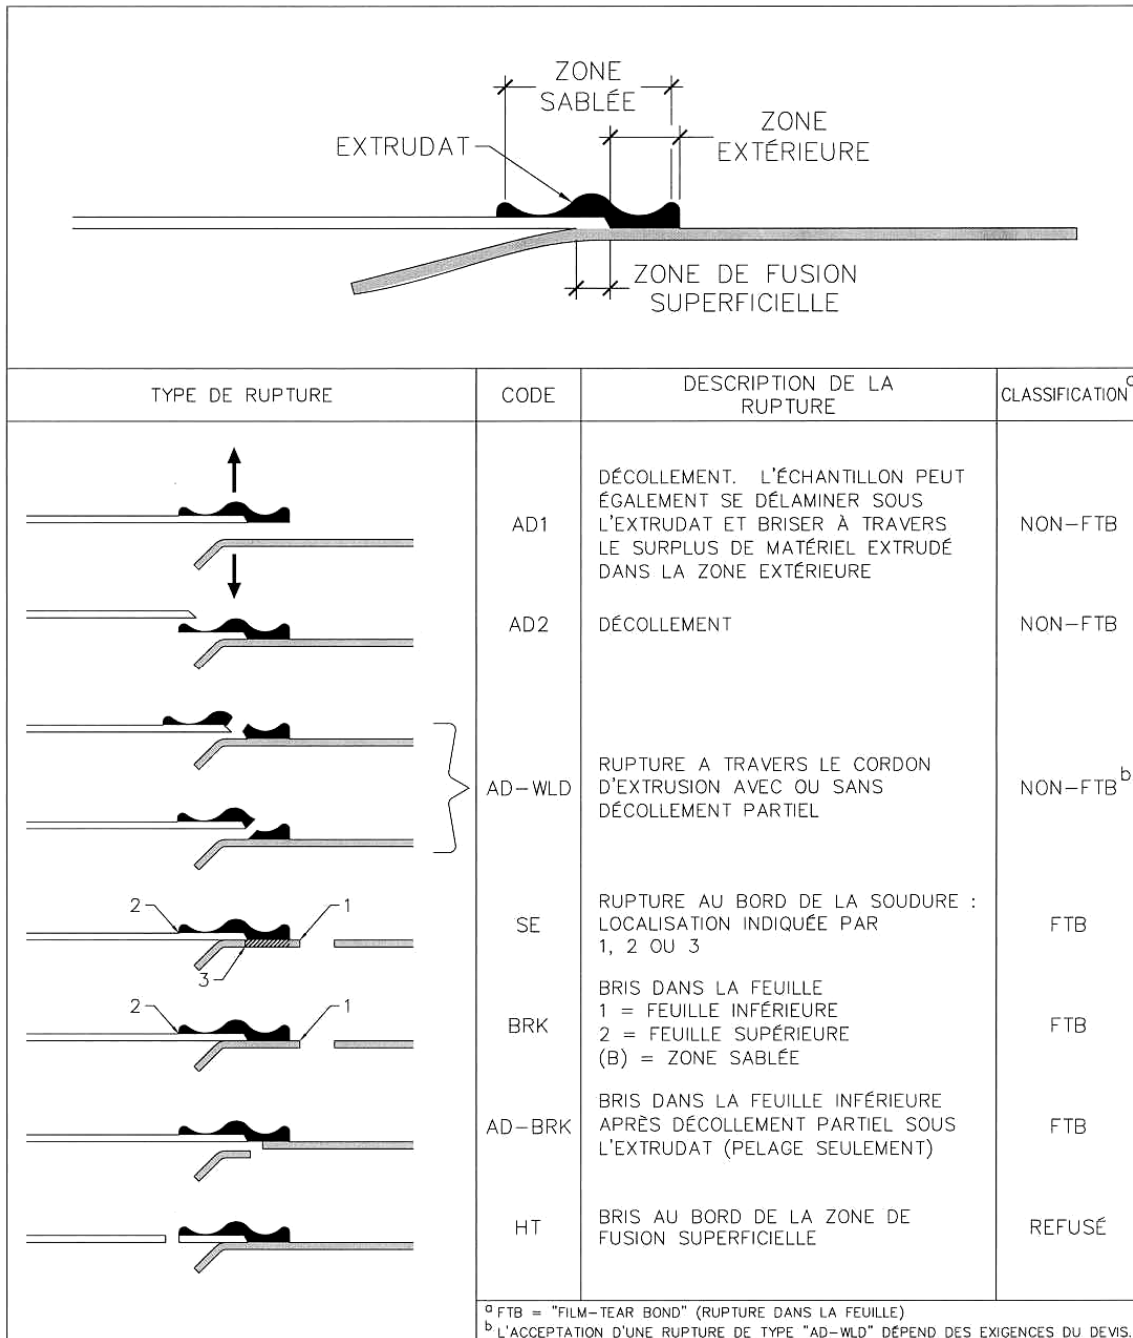 ZONE
SABLÉE
EXTRUDAT
ZONE
EXTÉRIEURE
ZONE DE FUSION
SUPERFICIELLE
TYPE DE RUPTURE
CODE
DESCRIPTION DE LA
RUPTURE
CLASSIFICATION
AD1
DÉCOLLEMENT. L'ÉCHANTILLON PEUT
ÉGALEMENT SE DÉLAMINER SOUS
L'EXTRUDAT ET BRISER À TRAVERS
LE SURPLUS DE MATÉRIEL EXTRUDÉ
DANS LA ZONE EXTÉRIEURE
NON-FTB
AD2
DÉCOLLEMENT
NON-FTB
AD-WLD
RUPTURE A TRAVERS LE CORDON
D'EXTRUSION AVEC OU SANS
DÉCOLLEMENT PARTIEL
NON-FTB b
2
1
3
SE
RUPTURE AU BORD DE LA SOUDURE :
LOCALISATION INDIQUÉE PAR
1, 2 OU 3
FTB
2
1
BRK
BRIS DANS LA FEUILLE
1 = FEUILLE INFÉRIEURE
2 = FEUILLE SUPÉRIEURE
(B) = ZONE SABLÉE
FTB
AD-BRK
BRIS DANS LA FEUILLE INFÉRIEURE
APRÈS DÉCOLLEMENT PARTIEL SOUS
L'EXTRUDAT (PELAGE SEULEMENT)
FTB
HT
BRIS AU BORD DE LA ZONE DE
FUSION SUPERFICIELLE
REFUSÉ
a FTB = "FILM-TEAR BOND" (RUPTURE DANS LA FEUILLE)
b L'ACCEPTATION D'UNE RUPTURE DE TYPE "AD-WLD" DÉPEND DES EXIGENCES DU DEVIS.